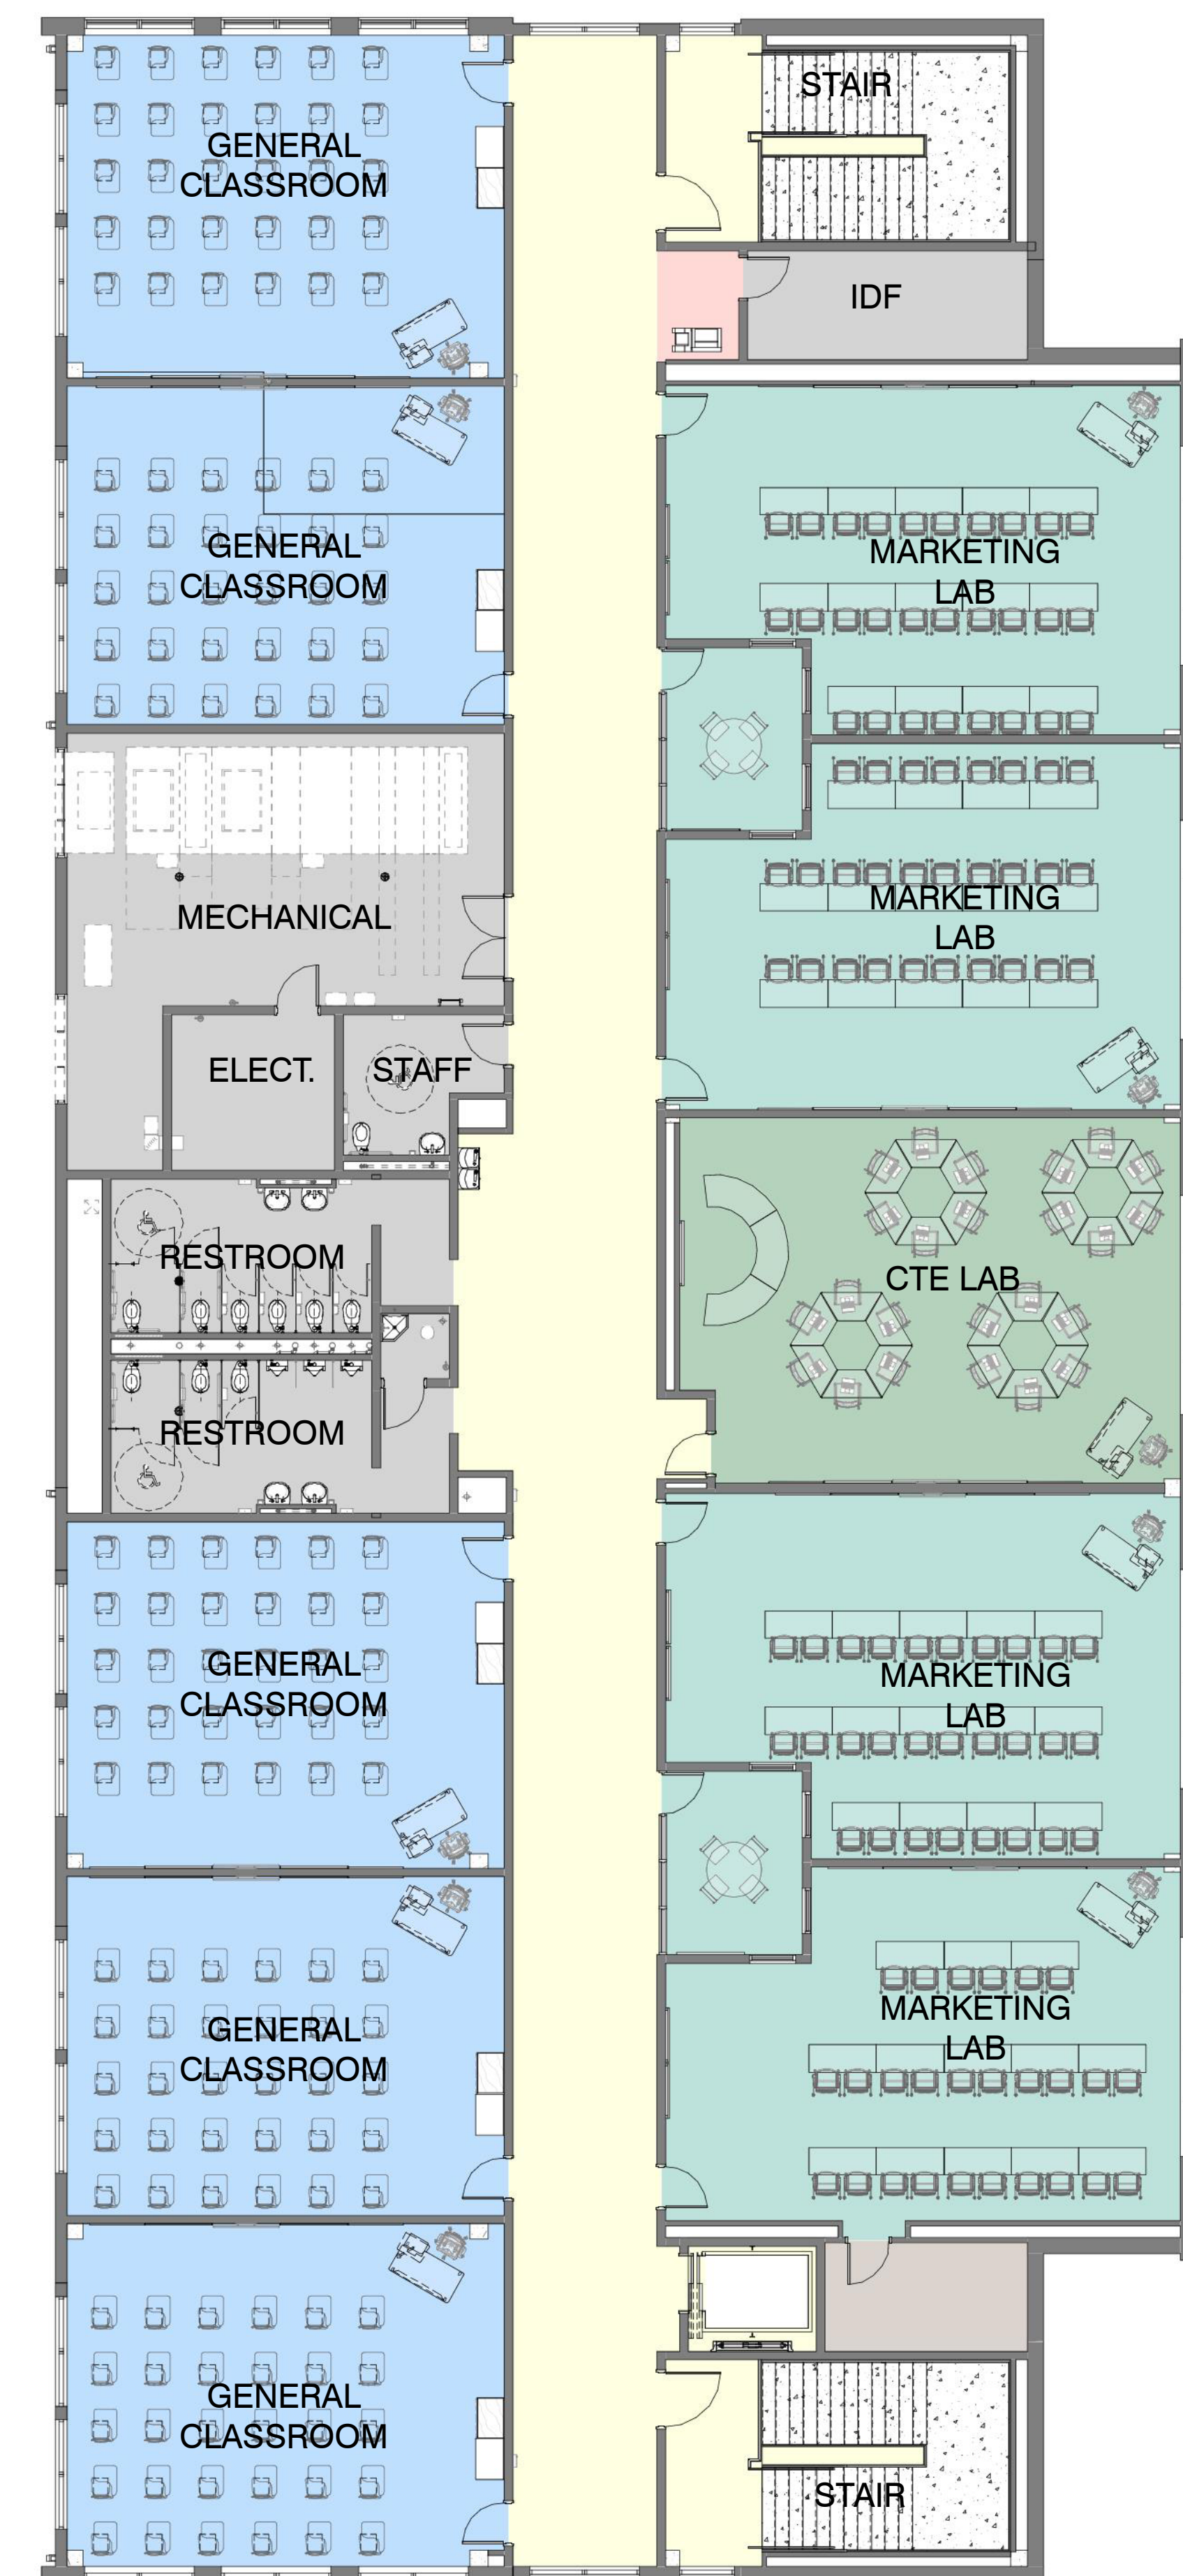 STAIR
GENERAL
CLASSROOM
IDF
GENERAL
CLASSROOM
MARKETING
LAB
MECHANICAL
MARKETING
LAB
ELECT.
STAFF
RESTROOM
CTE LAB
RESTROOM
GENERAL
CLASSROOM
MARKETING
LAB
GENERAL
CLASSROOM
MARKETING
LAB
GENERAL
CLASSROOM
STAIR